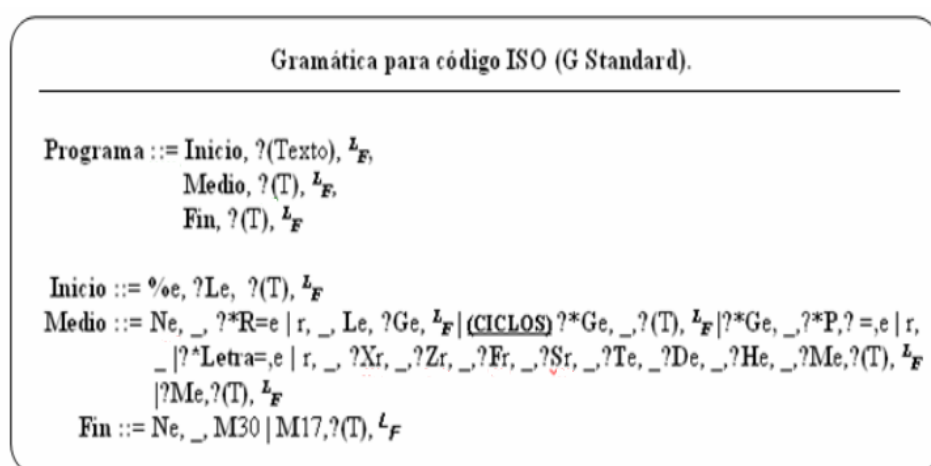 Gramática para código ISO (G Standard).
Programa ::= Inicio, ?(Texto), LF,
Medio, ?(T), LF,
Fin, ?(T), LF
Inicio ::= %e, ?Le, ?(T), LF
Medio ::= Ne, _, ?*R=e | r, _, Le, ?Ge, LF | (CICLOS) ?*Ge, _,?(T), LF|?*Ge, _,?*P,? =,e | r,
_ |?*Letra=,e | r, _, ?Xr, _,?Zr, _,?Fr, _,?Sr, _,?Te, _?De, _,?He, _,?Me,?(T), LF
|?Me,?(T), LF
Fin ::= Ne, _, M30 | M17,?(T), LF